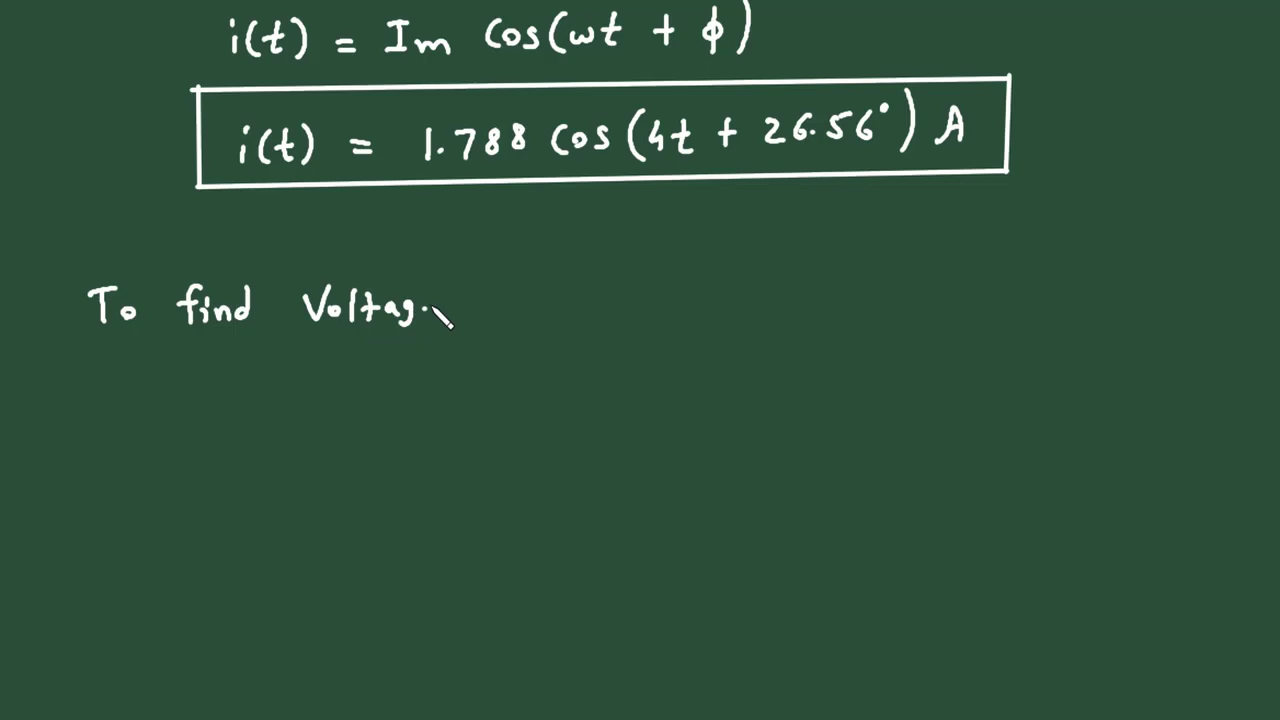 i(t) = Im cos(ωt + φ)
i(t) = 1.788 cos(4t + 26.56°) A
To find Voltag